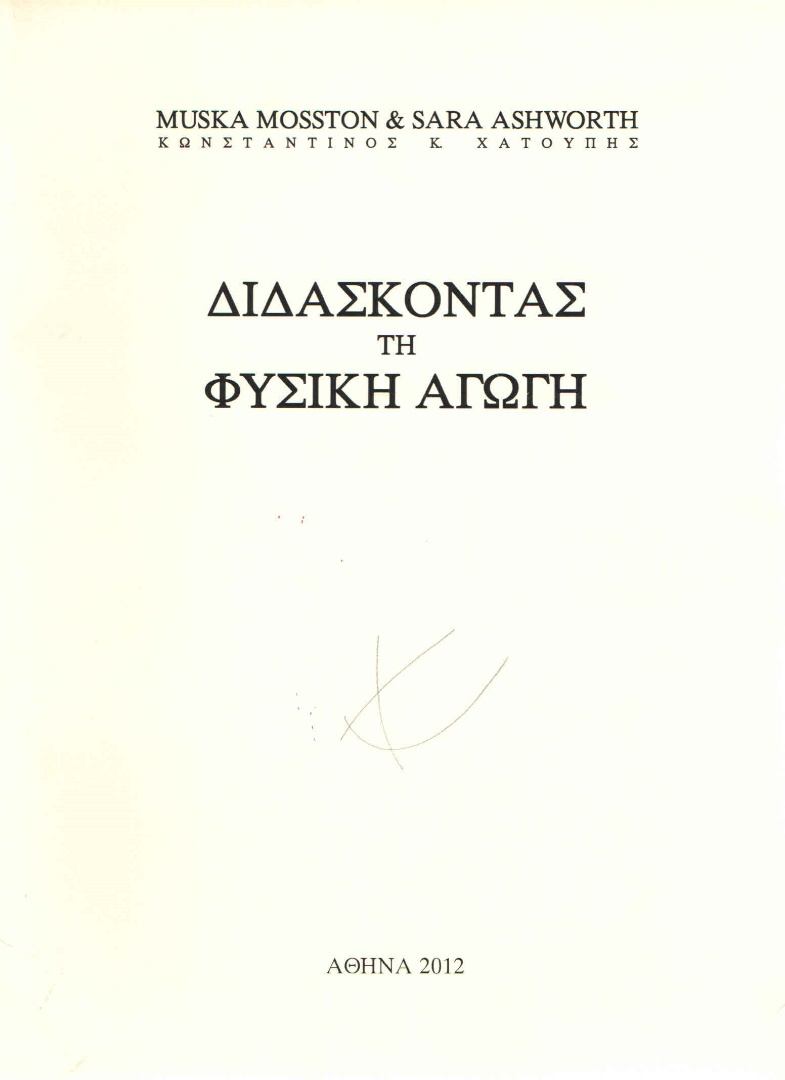 MUSKA MOSSTON & SARA ASHWORTH
ΚΩΝΣΤΑΝΤΙΝΟΣ Κ. ΧΑΤΟΥΠΗΣ
ΔΙΔΑΣΚΟΝΤΑΣ
ΤΗ
ΦΥΣΙΚΗ ΑΓΩΓΗ
ΑΘΗΝΑ 2012